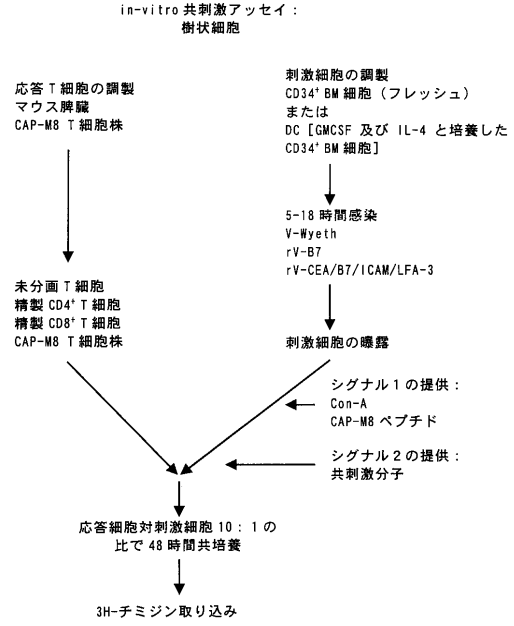 in-vitro 共刺激アッセイ：
樹状細胞
応答 T 細胞の調製
マウス脾臓
CAP-M8 T 細胞株
刺激細胞の調製
CD34⁺ BM 細胞（フレッシュ）
または
DC [GMCSF 及び IL-4 と培養した
CD34⁺ BM 細胞]
5-18 時間感染
V-Wyeth
rV-B7
rV-CEA/B7/ICAM/LFA-3
未分画 T 細胞
精製 CD4⁺ T 細胞
精製 CD8⁺ T 細胞
CAP-M8 T 細胞株
刺激細胞の曝露
シグナル 1 の提供：
Con-A
CAP-M8 ペプチド
シグナル 2 の提供：
共刺激分子
応答細胞対刺激細胞 10：1 の
比で 48 時間共培養
3H-チミジン取り込み